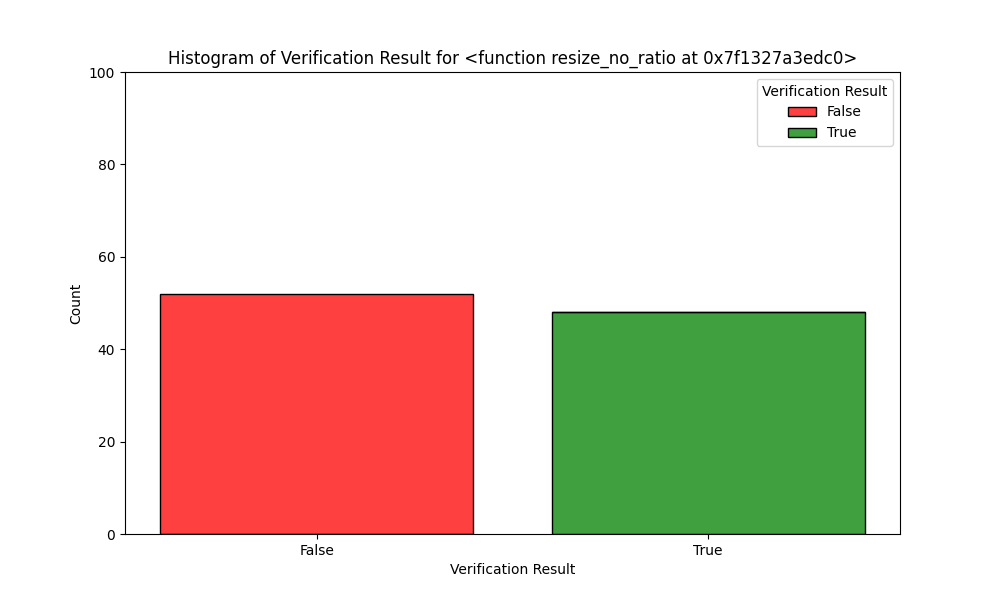 Histogram of Verification Result for <function resize_no_ratio at 0x7f1327a3edc0>
Verification Result
False
True
100
80
60
40
20
0
Count
False
True
Verification Result